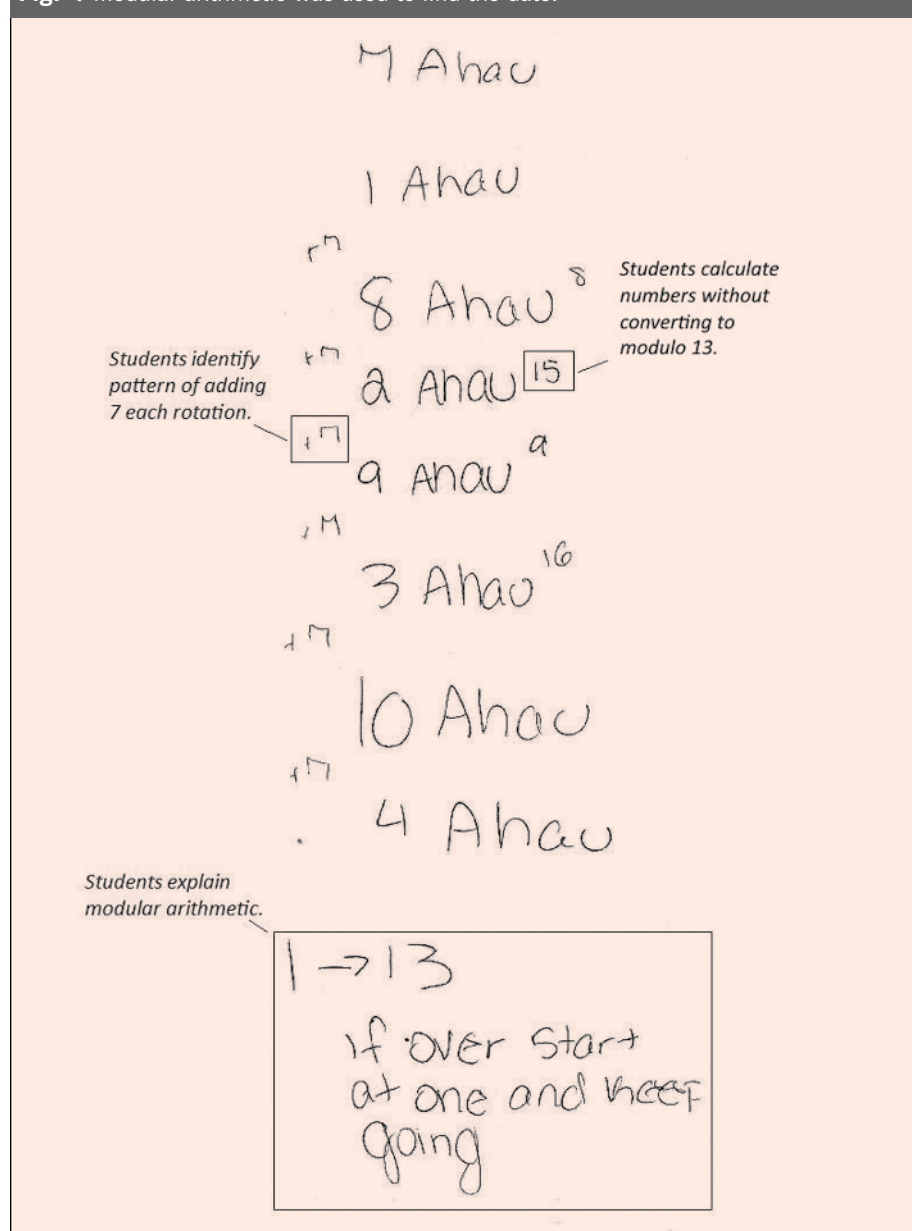 Fig. 4 Modular arithmetic was used to find the date.
7 Ahau
1 Ahau
+7
8 Ahau 8
Students calculate
numbers without
converting to
modulo 13.
+7
2 Ahau 15
Students identify
pattern of adding
7 each rotation.
+7
9 Ahau 9
+7
3 Ahau 16
+7
10 Ahau
+7
4 Ahau
Students explain
modular arithmetic.
1 → 13
if over start
at one and keep
going